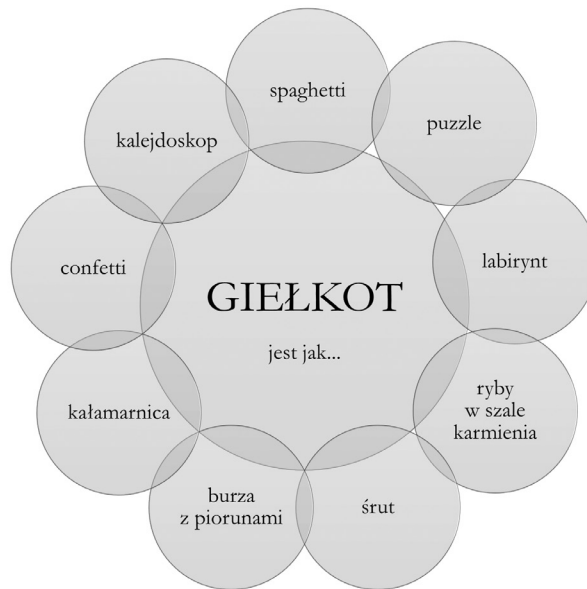 spaghetti
puzzle
labirynt
ryby
w szale
karmienia
śrut
burza
z piorunami
kałamarnica
confetti
kalejdoskop
GIEŁKOT
jest jak...